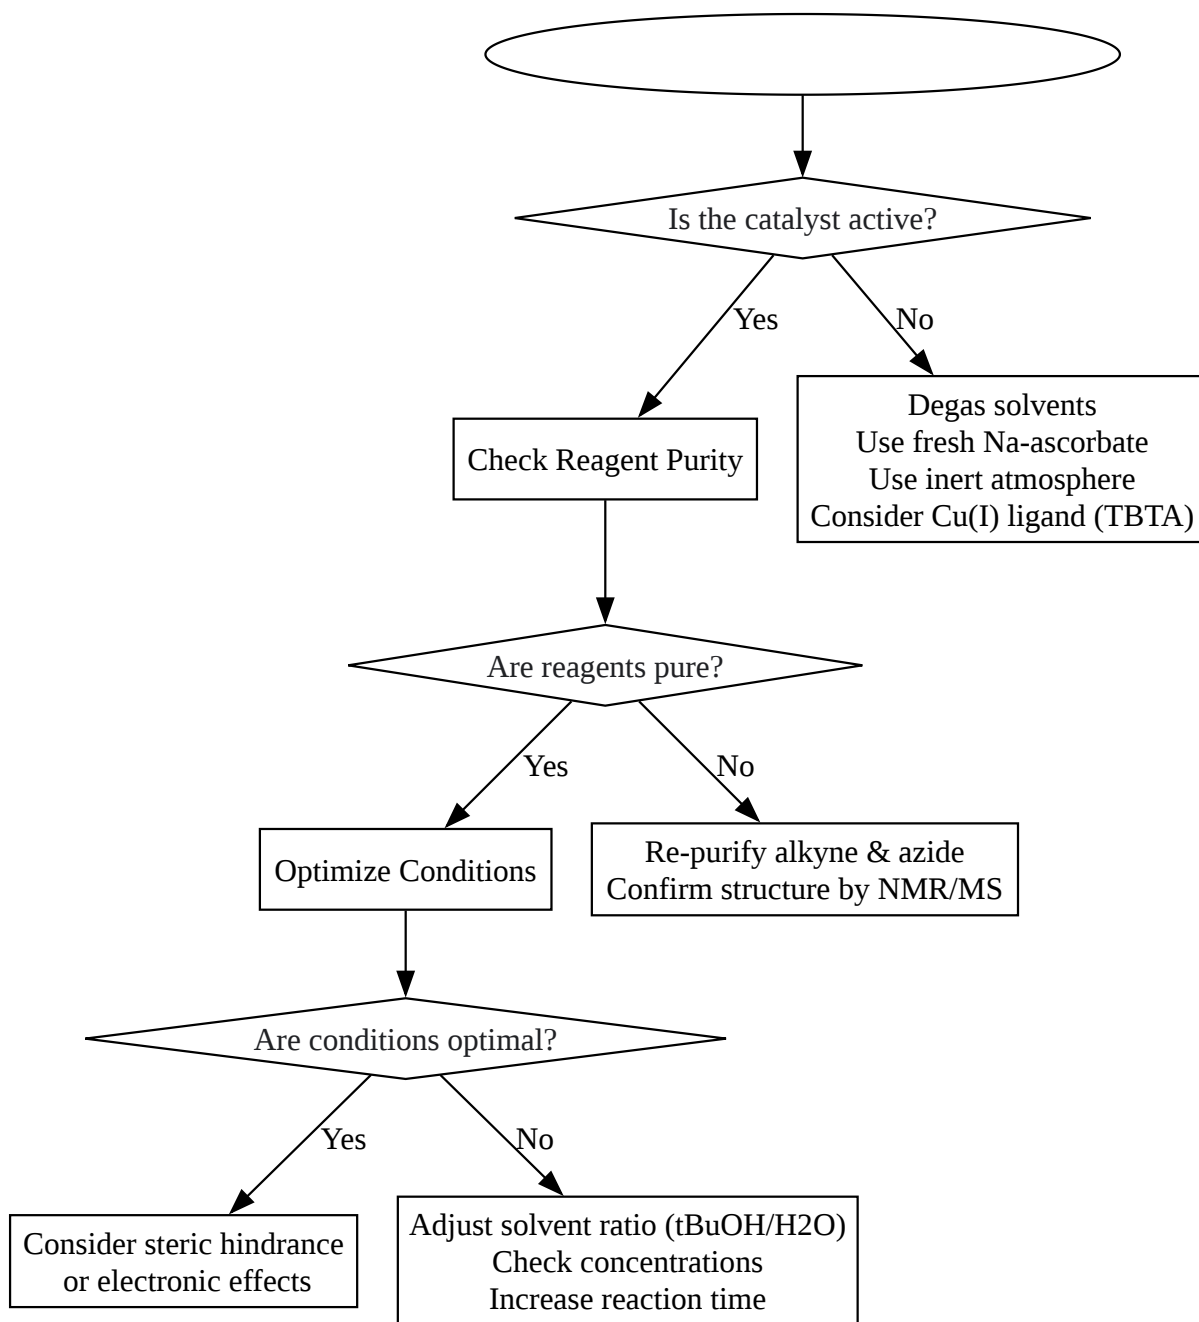 Is the catalyst active?
Yes
No
Degas solvents
Use fresh Na-ascorbate
Use inert atmosphere
Consider Cu(I) ligand (TBTA)
Check Reagent Purity
Are reagents pure?
Yes
No
Optimize Conditions
Re-purify alkyne & azide
Confirm structure by NMR/MS
Are conditions optimal?
Yes
No
Consider steric hindrance
or electronic effects
Adjust solvent ratio (tBuOH/H2O)
Check concentrations
Increase reaction time